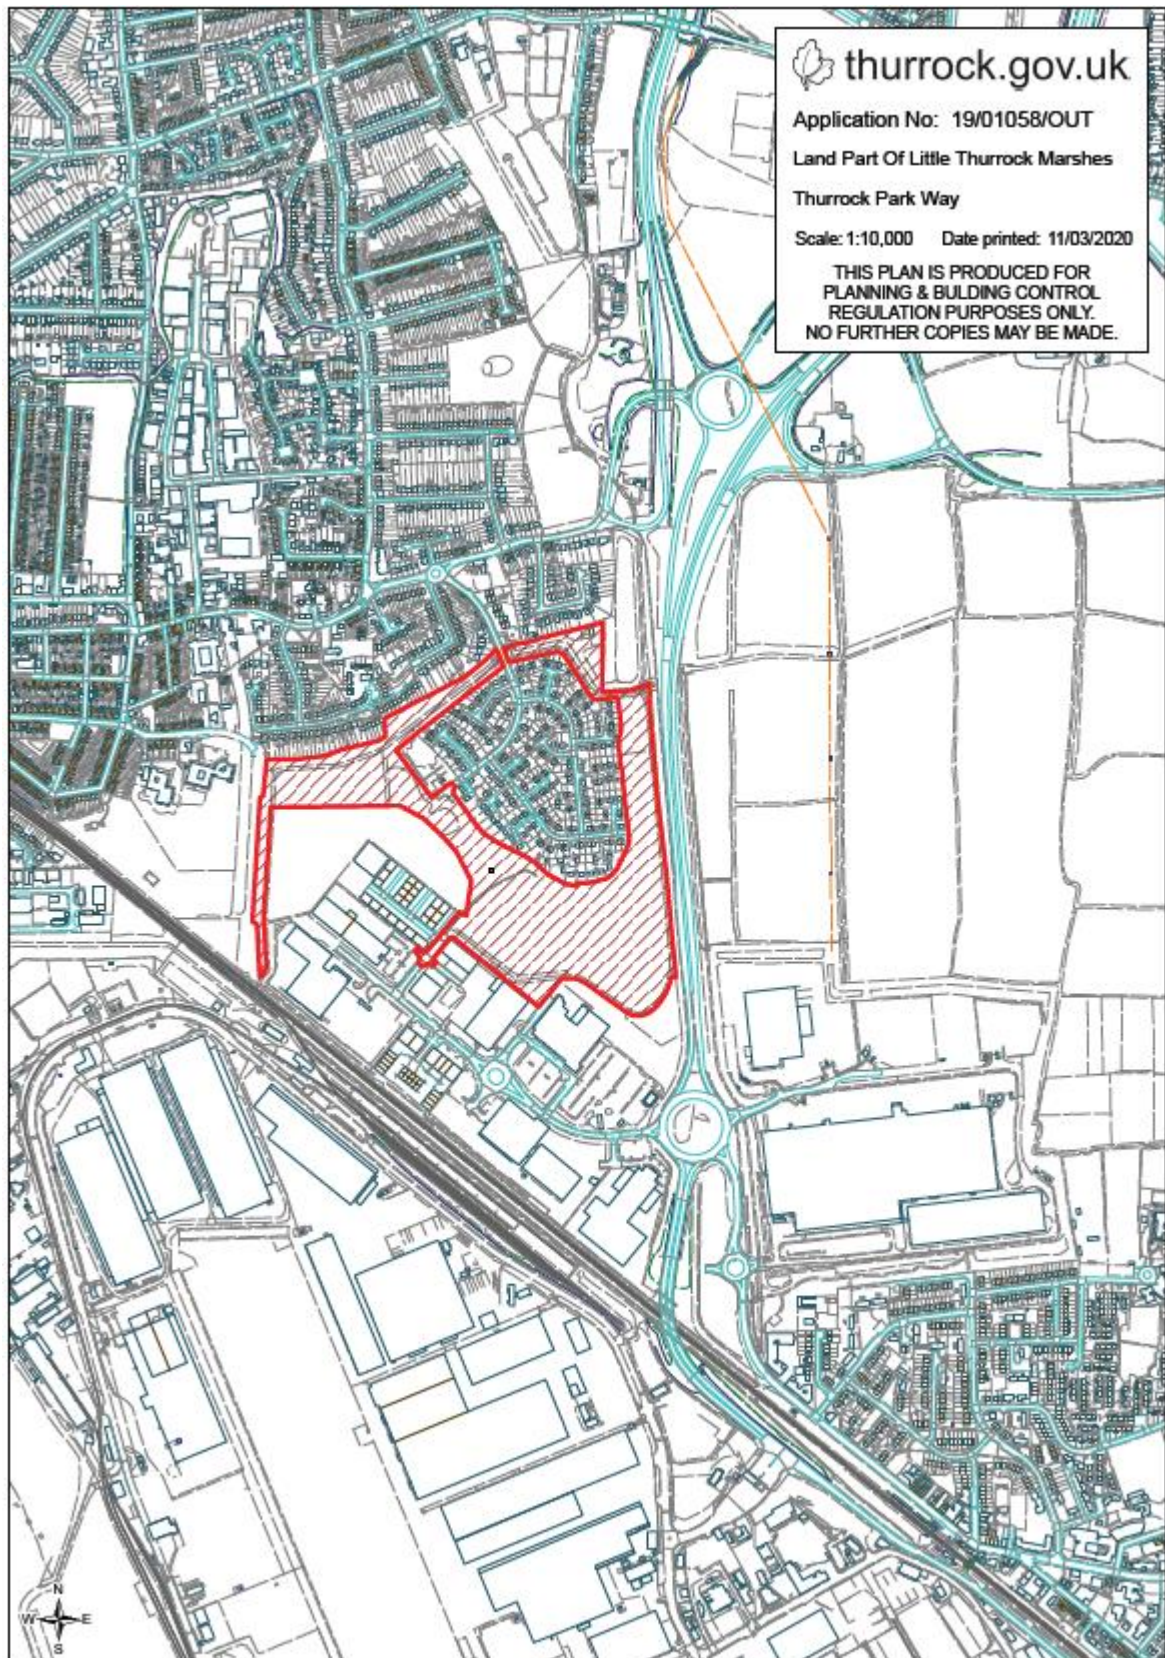 thurrock.gov.uk
Application No: 19/01058/OUT
Land Part Of Little Thurrock Marshes
Thurrock Park Way
Scale: 1:10,000 Date printed: 11/03/2020
THIS PLAN IS PRODUCED FOR
PLANNING & BULDING CONTROL
REGULATION PURPOSES ONLY.
NO FURTHER COPIES MAY BE MADE.
N
W E
S